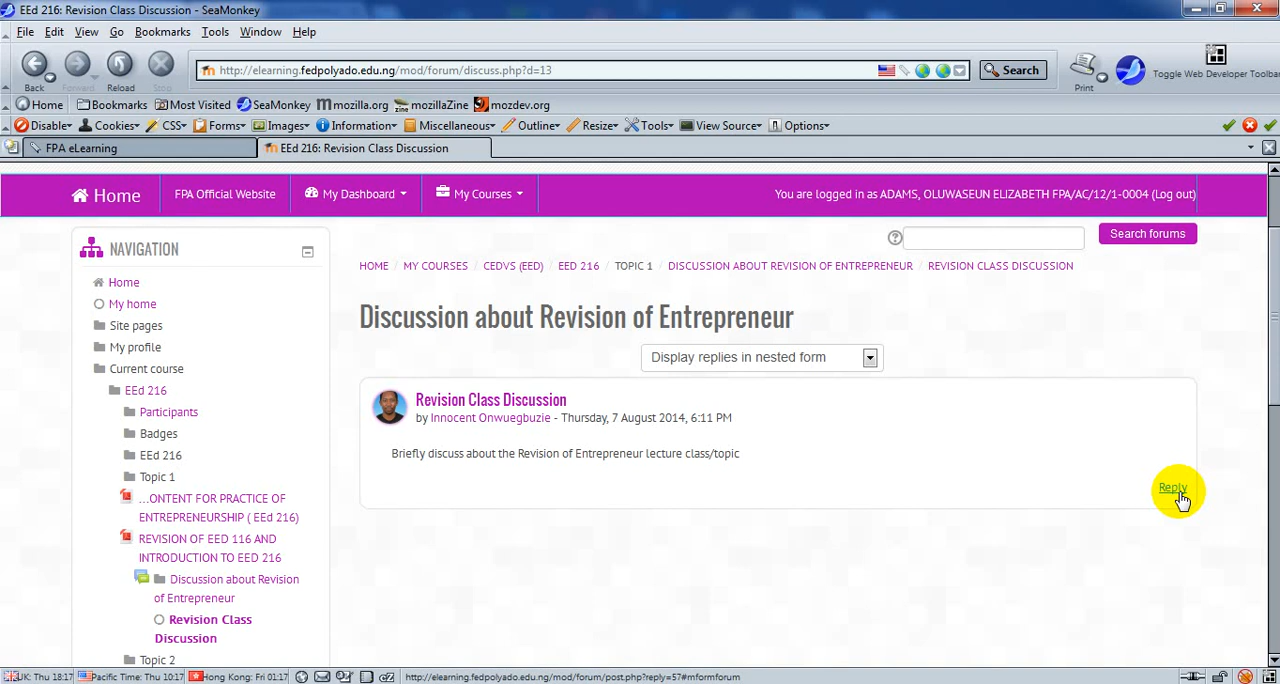 EEd 216: Revision Class Discussion - SeaMonkey
File Edit View Go Bookmarks Tools Window Help
http://elearning.fedpolyado.edu.ng/mod/forum/discuss.php?d=13
Search
Toggle Web Developer Toolbar
Back Forward Reload Stop Print
Home Bookmarks Most Visited SeaMonkey mozilla.org mozillaZine mozdev.org
Disable Cookies CSS Forms Images Information Miscellaneous Outline Resize Tools View Source Options
FPA eLearning EEd 216: Revision Class Discussion
Home FPA Official Website My Dashboard My Courses You are logged in as ADAMS, OLUWASEUN ELIZABETH FPA/AC/12/1-0004 (Log out)
Search forums
NAVIGATION
Home
My home
Site pages
My profile
Current course
EEd 216
Participants
Badges
EEd 216
Topic 1
...ONTENT FOR PRACTICE OF
ENTREPRENEURSHIP ( EEd 216)
REVISION OF EED 116 AND
INTRODUCTION TO EED 216
Discussion about Revision
of Entrepreneur
Revision Class
Discussion
Topic 2
HOME / MY COURSES / CEDVS (EED) / EED 216 / TOPIC 1 / DISCUSSION ABOUT REVISION OF ENTREPRENEUR / REVISION CLASS DISCUSSION
Discussion about Revision of Entrepreneur
Display replies in nested form
Revision Class Discussion
by Innocent Onwuegbuzie - Thursday, 7 August 2014, 6:11 PM
Briefly discuss about the Revision of Entrepreneur lecture class/topic
Reply
UK: Thu 18:17 Pacific Time: Thu 10:17 Hong Kong: Fri 01:17 http://elearning.fedpolyado.edu.ng/mod/forum/post.php?reply=57#mformforum